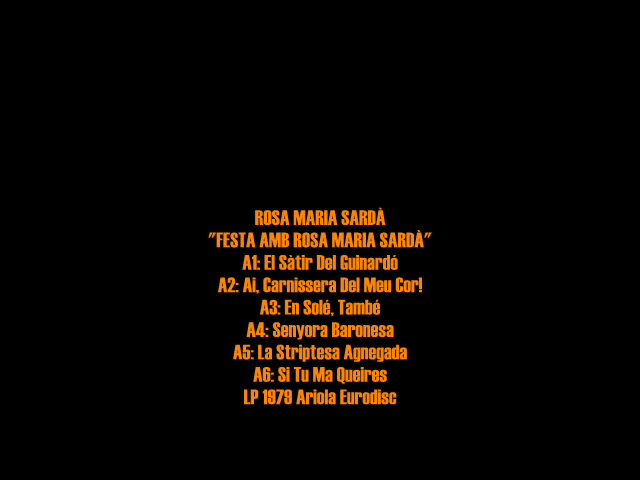 ROSA MARIA SARDÀ
"FESTA AMB ROSA MARIA SARDÀ"
A1: El Sàtir Del Guinardó
A2: Ai, Carnissera Del Meu Cor!
A3: En Solé, També
A4: Senyora Baronesa
A5: La Striptesa Agnegada
A6: Si Tu Ma Queires
LP 1979 Ariola Eurodisc